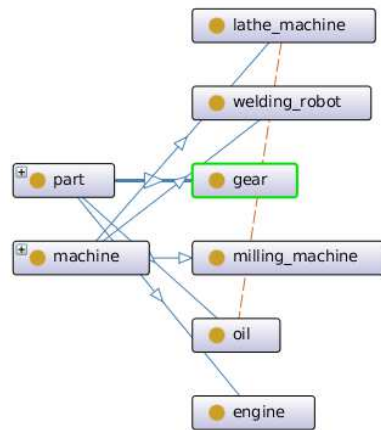 lathe_machine
welding_robot
part
gear
machine
milling_machine
oil
engine